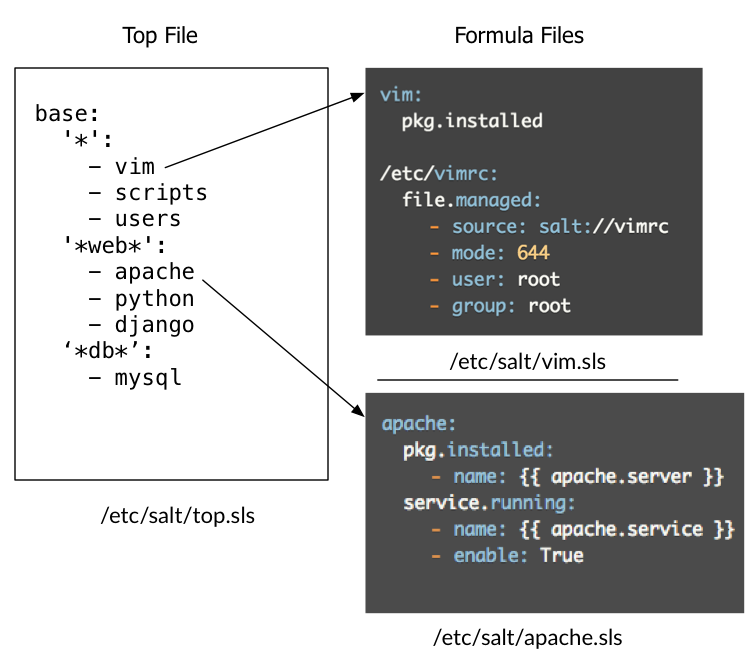 Top File
base:
  '*':
    - vim
    - scripts
    - users
  '*web*':
    - apache
    - python
    - django
  ‘*db*’:
    - mysql
/etc/salt/top.sls
Formula Files
vim:
  pkg.installed
/etc/vimrc:
  file.managed:
    - source: salt://vimrc
    - mode: 644
    - user: root
    - group: root
/etc/salt/vim.sls
apache:
  pkg.installed:
    - name: {{ apache.server }}
  service.running:
    - name: {{ apache.service }}
    - enable: True
/etc/salt/apache.sls